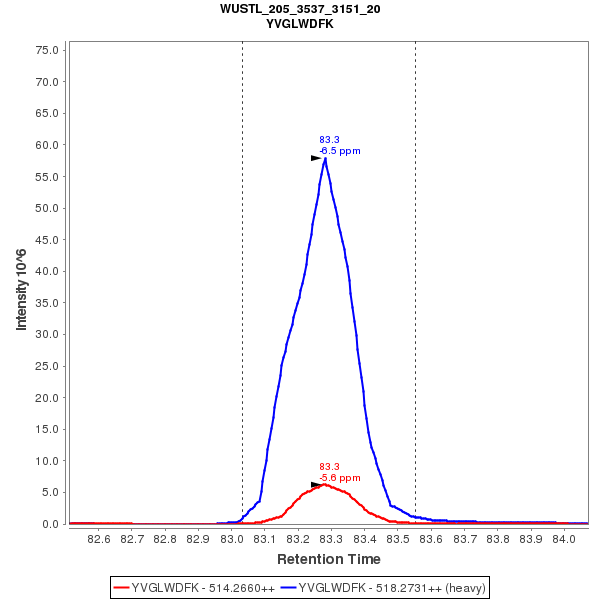 WUSTL_205_3537_3151_20
YVGLWDFK
75.0
70.0
65.0
60.0
55.0
50.0
45.0
40.0
35.0
30.0
25.0
20.0
15.0
10.0
5.0
0.0
Intensity 10^6
83.3
-6.5 ppm
83.3
-5.6 ppm
82.6 82.7 82.8 82.9 83.0 83.1 83.2 83.3 83.4 83.5 83.6 83.7 83.8 83.9 84.0
Retention Time
YVGLWDFK - 514.2660++ YVGLWDFK - 518.2731++ (heavy)